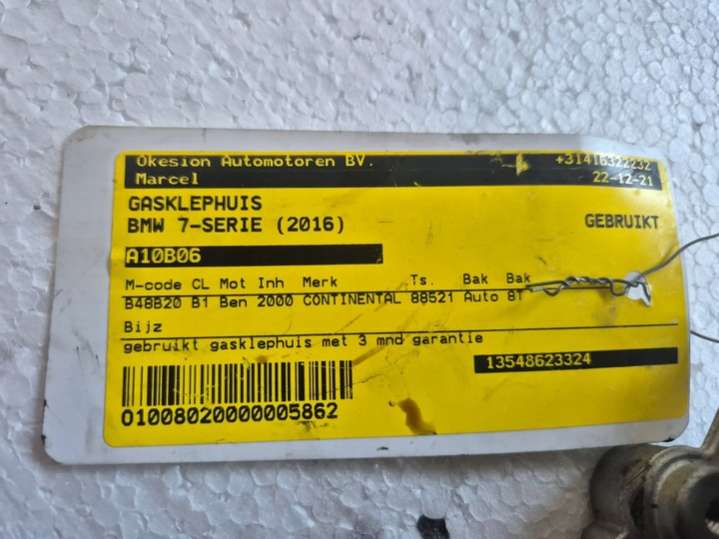 Okesion Automotoren BV. +31416322232
Marcel 22-12-21
GASKLEPHUIS
BMW 7-SERIE (2016) GEBRUIKT
A10B06
M-code CL Mot Inh Merk Ts. Bak Bak
B48B20 B1 Ben 2000 CONTINENTAL 88521 Auto 8T
Bijz
gebruikt gasklephuis met 3 mnd garantie
13548623324
O1008020000005862